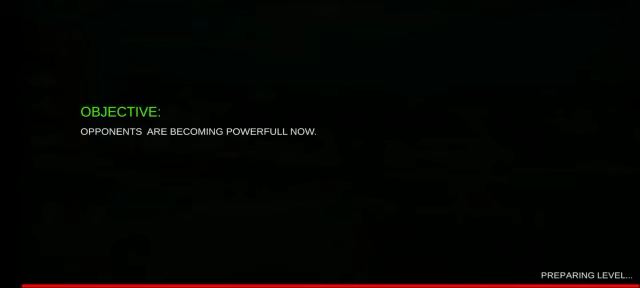 OBJECTIVE:
OPPONENTS  ARE BECOMING POWERFULL NOW.
PREPARING LEVEL...